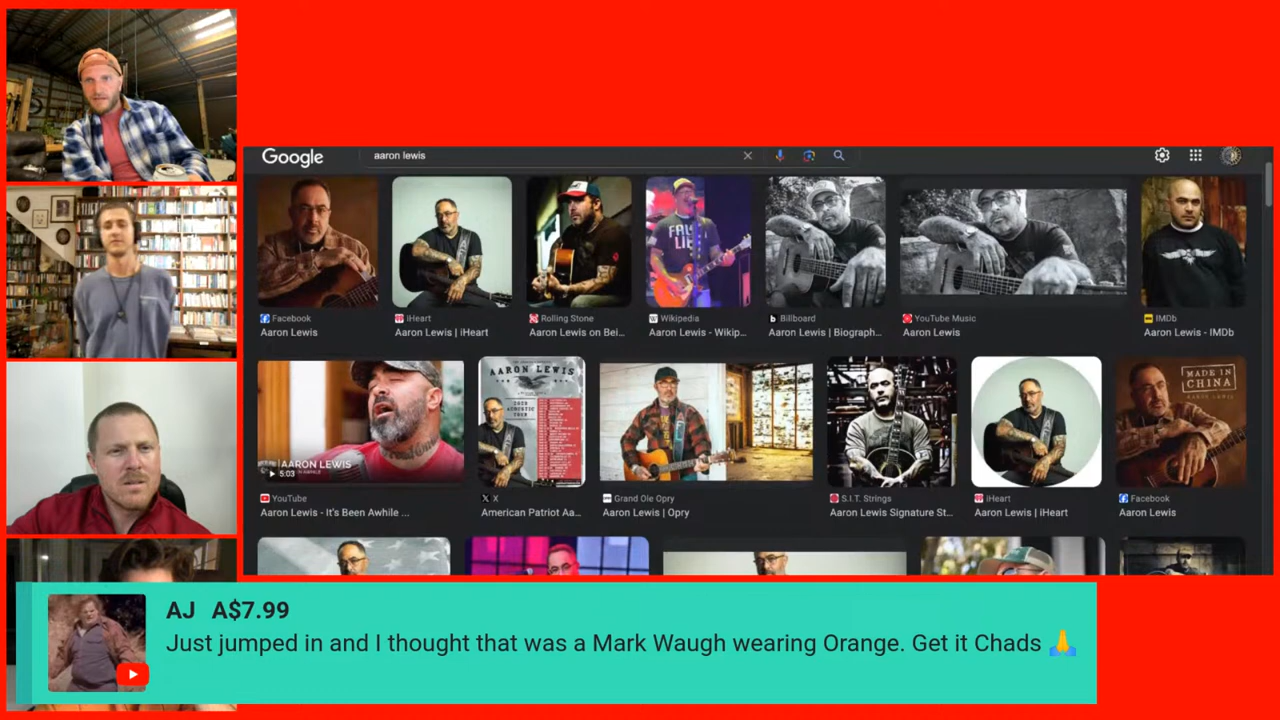 Google
aaron lewis
FALSE LIE
Facebook
Aaron Lewis
iHeart
Aaron Lewis | iHeart
Rolling Stone
Aaron Lewis on Bei...
Wikipedia
Aaron Lewis - Wikip...
Billboard
Aaron Lewis | Biograph...
YouTube Music
Aaron Lewis
IMDb
Aaron Lewis - IMDb
AARON LEWIS
5:03
AARON LEWIS
MADE IN
CHINA
AARON LEWIS
YouTube
Aaron Lewis - It's Been Awhile ...
X
American Patriot Aa...
Grand Ole Opry
Aaron Lewis | Opry
S.I.T. Strings
Aaron Lewis Signature St...
iHeart
Aaron Lewis | iHeart
Facebook
Aaron Lewis
AJ A$7.99
Just jumped in and I thought that was a Mark Waugh wearing Orange. Get it Chads 🙏